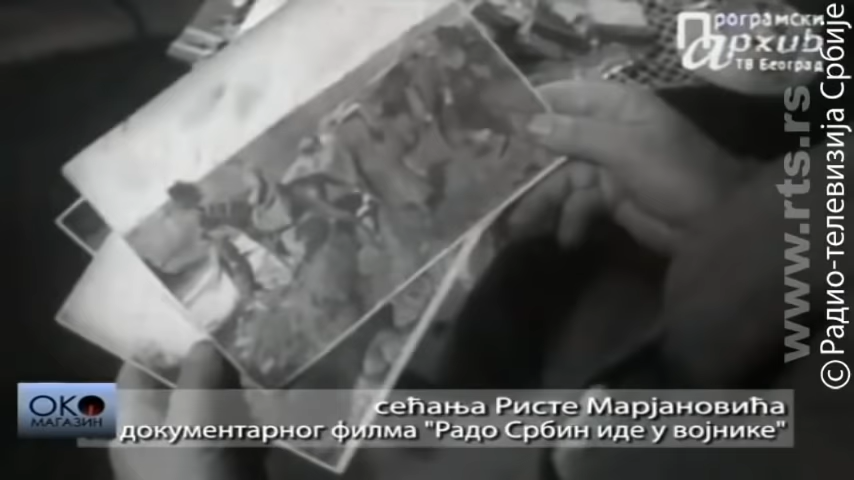 Програмски
Архив
ТВ Београд
© Радио-телевизија Србије
www.rts.rs
ОКО
МАГАЗИН
сећања Ристе Марјановића
документарног филма "Радо Србин иде у војнике"